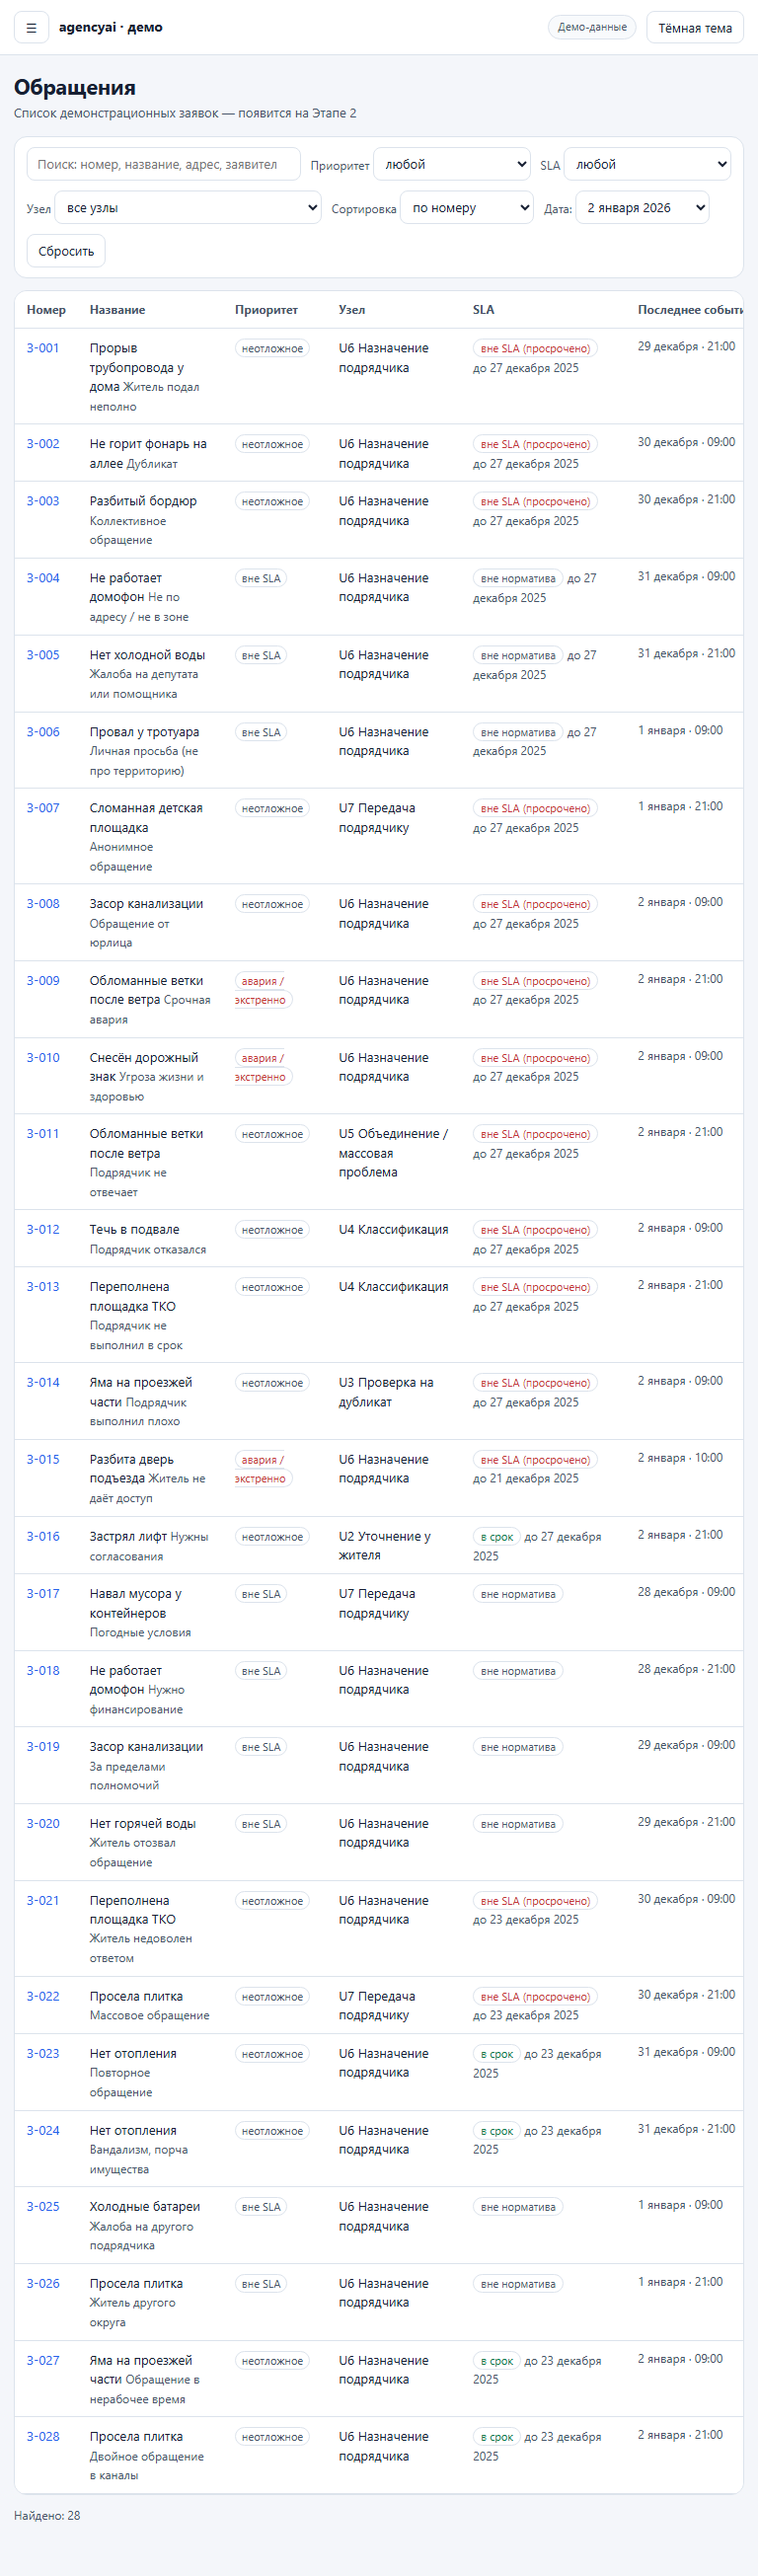 ☰ agencyai · демо Демо-данные Тёмная тема
Обращения
Список демонстрационных заявок — появится на Этапе 2
Поиск: номер, название, адрес, заявител Приоритет любой SLA любой
Узел все узлы Сортировка по номеру Дата: 2 января 2026
Сбросить
Номер Название Приоритет Узел SLA Последнее событи
З-001 Прорыв неотложное U6 Назначение вне SLA (просрочено) 29 декабря · 21:00
трубопровода у подрядчика до 27 декабря 2025
дома Житель подал
неполно
З-002 Не горит фонарь на неотложное U6 Назначение вне SLA (просрочено) 30 декабря · 09:00
аллее Дубликат подрядчика до 27 декабря 2025
З-003 Разбитый бордюр неотложное U6 Назначение вне SLA (просрочено) 30 декабря · 21:00
Коллективное подрядчика до 27 декабря 2025
обращение
З-004 Не работает вне SLA U6 Назначение вне норматива до 27 31 декабря · 09:00
домофон Не по подрядчика декабря 2025
адресу / не в зоне
З-005 Нет холодной воды вне SLA U6 Назначение вне норматива до 27 31 декабря · 21:00
Жалоба на депутата подрядчика декабря 2025
или помощника
З-006 Провал у тротуара вне SLA U6 Назначение вне норматива до 27 1 января · 09:00
Личная просьба (не подрядчика декабря 2025
про территорию)
З-007 Сломанная детская неотложное U7 Передача вне SLA (просрочено) 1 января · 21:00
площадка подрядчику до 27 декабря 2025
Анонимное
обращение
З-008 Засор канализации неотложное U6 Назначение вне SLA (просрочено) 2 января · 09:00
Обращение от подрядчика до 27 декабря 2025
юрлица
З-009 Обломанные ветки авария / U6 Назначение вне SLA (просрочено) 2 января · 21:00
после ветра Срочная экстренно подрядчика до 27 декабря 2025
авария
З-010 Снесён дорожный авария / U6 Назначение вне SLA (просрочено) 2 января · 09:00
знак Угроза жизни и экстренно подрядчика до 27 декабря 2025
здоровью
З-011 Обломанные ветки неотложное U5 Объединение / вне SLA (просрочено) 2 января · 21:00
после ветра массовая до 27 декабря 2025
Подрядчик не проблема
отвечает
З-012 Течь в подвале неотложное U4 Классификация вне SLA (просрочено) 2 января · 09:00
Подрядчик отказался до 27 декабря 2025
З-013 Переполнена неотложное U4 Классификация вне SLA (просрочено) 2 января · 21:00
площадка ТКО до 27 декабря 2025
Подрядчик не
выполнил в срок
З-014 Яма на проезжей неотложное U3 Проверка на вне SLA (просрочено) 2 января · 09:00
части Подрядчик дубликат до 27 декабря 2025
выполнил плохо
З-015 Разбита дверь авария / U6 Назначение вне SLA (просрочено) 2 января · 10:00
подъезда Житель не экстренно подрядчика до 21 декабря 2025
даёт доступ
З-016 Застрял лифт Нужны неотложное U2 Уточнение у в срок до 27 декабря 2 января · 21:00
согласования жителя 2025
З-017 Навал мусора у вне SLA U7 Передача вне норматива 28 декабря · 09:00
контейнеров подрядчику
Погодные условия
З-018 Не работает вне SLA U6 Назначение вне норматива 28 декабря · 21:00
домофон Нужно подрядчика
финансирование
З-019 Засор канализации вне SLA U6 Назначение вне норматива 29 декабря · 09:00
За пределами подрядчика
полномочий
З-020 Нет горячей воды вне SLA U6 Назначение вне норматива 29 декабря · 21:00
Житель отозвал подрядчика
обращение
З-021 Переполнена неотложное U6 Назначение вне SLA (просрочено) 30 декабря · 09:00
площадка ТКО подрядчика до 23 декабря 2025
Житель недоволен
ответом
З-022 Просела плитка неотложное U7 Передача вне SLA (просрочено) 30 декабря · 21:00
Массовое обращение подрядчику до 23 декабря 2025
З-023 Нет отопления неотложное U6 Назначение в срок до 23 декабря 31 декабря · 09:00
Повторное подрядчика 2025
обращение
З-024 Нет отопления неотложное U6 Назначение в срок до 23 декабря 31 декабря · 21:00
Вандализм, порча подрядчика 2025
имущества
З-025 Холодные батареи вне SLA U6 Назначение вне норматива 1 января · 09:00
Жалоба на другого подрядчика
подрядчика
З-026 Просела плитка вне SLA U6 Назначение вне норматива 1 января · 21:00
Житель другого подрядчика
округа
З-027 Яма на проезжей неотложное U6 Назначение в срок до 23 декабря 2 января · 09:00
части Обращение в подрядчика 2025
нерабочее время
З-028 Просела плитка неотложное U6 Назначение в срок до 23 декабря 2 января · 21:00
Двойное обращение подрядчика 2025
в каналы
Найдено: 28